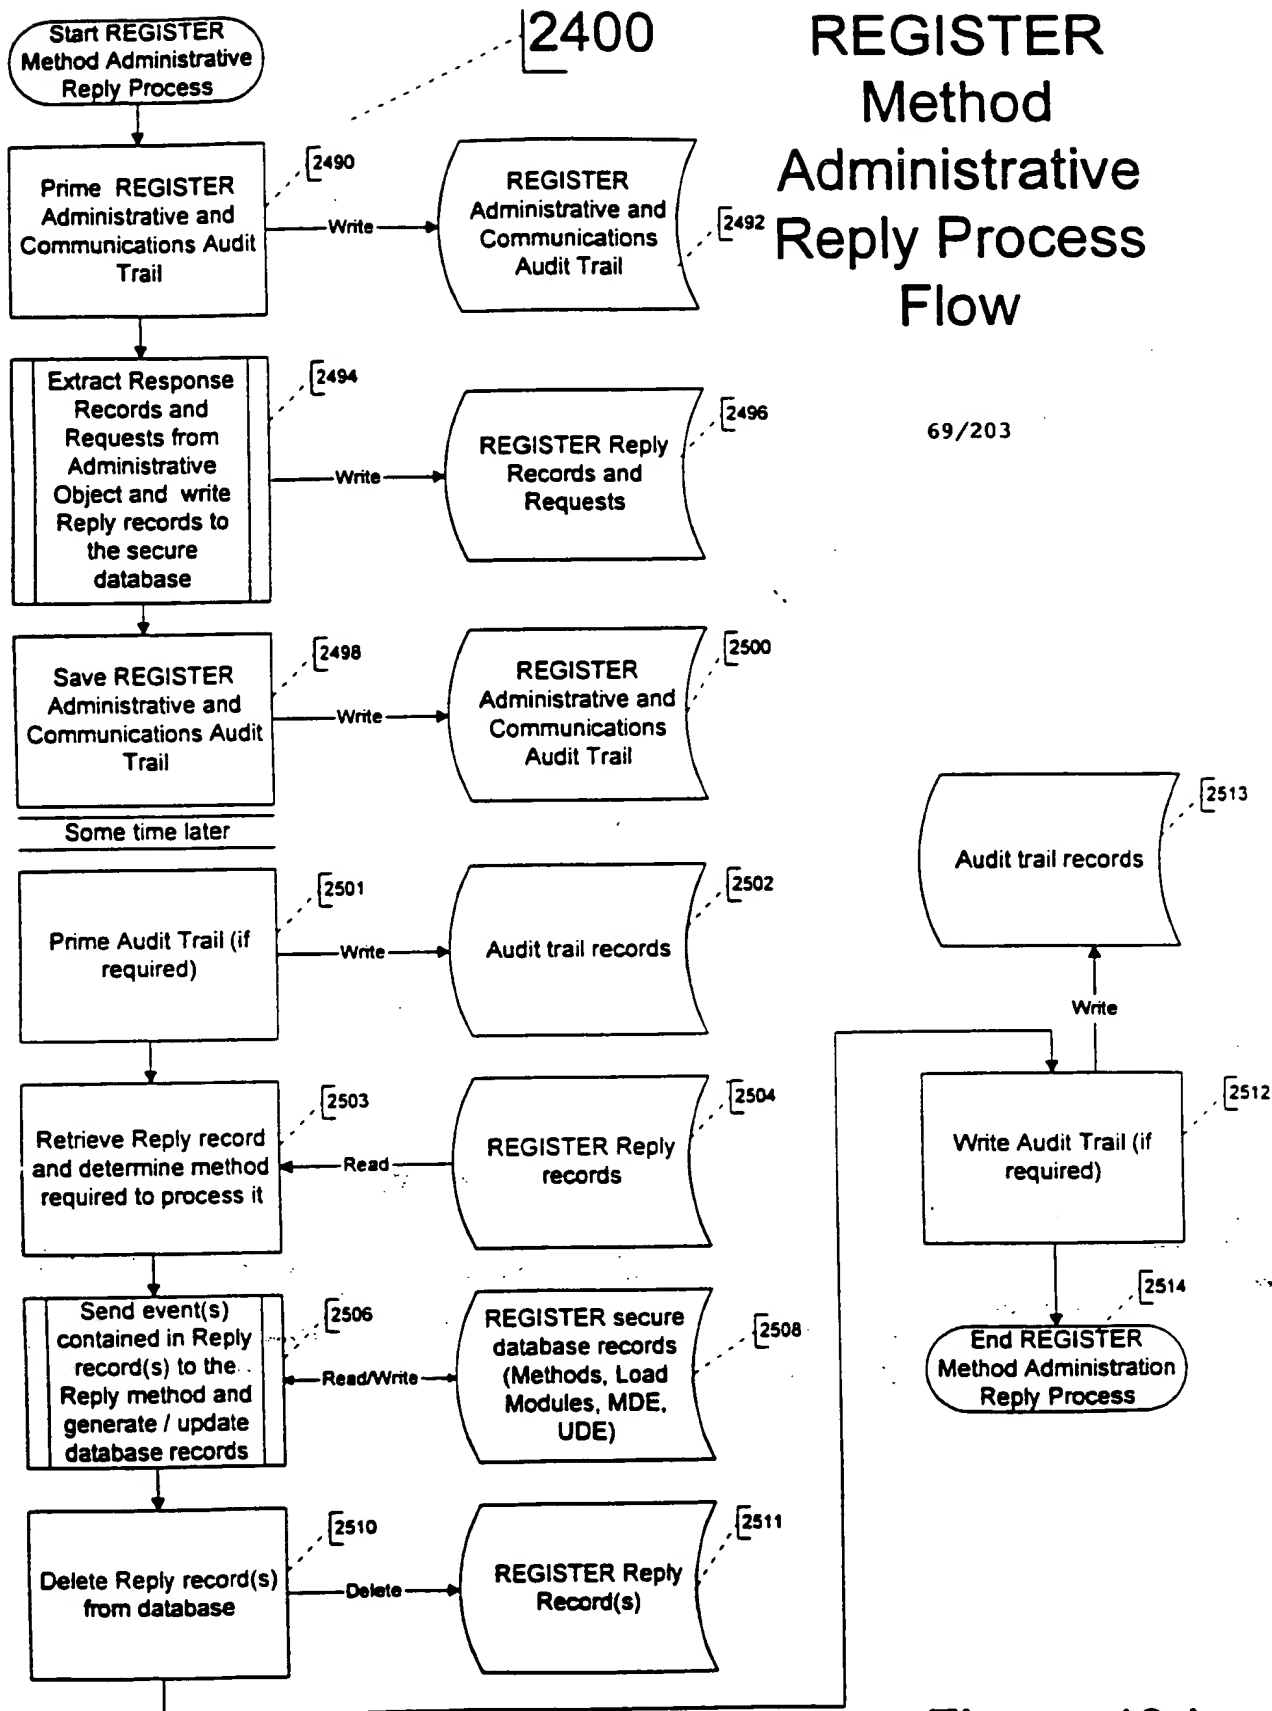 Start REGISTER
Method Administrative
Reply Process
2400
REGISTER
Method
Administrative
Reply Process
Flow
69/203
Prime REGISTER
Administrative and
Communications Audit
Trail
2490
Write
REGISTER
Administrative and
Communications
Audit Trail
2492
Extract Response
Records and
Requests from
Administrative
Object and write
Reply records to
the secure
database
2494
Write
REGISTER Reply
Records and
Requests
2496
Save REGISTER
Administrative and
Communications Audit
Trail
2498
Write
REGISTER
Administrative and
Communications
Audit Trail
2500
Some time later
Prime Audit Trail (if
required)
2501
Write
Audit trail records
2502
Retrieve Reply record
and determine method
required to process it
2503
Read
REGISTER Reply
records
2504
Send event(s)
contained in Reply
record(s) to the
Reply method and
generate / update
database records
2506
Read/Write
REGISTER secure
database records
(Methods, Load
Modules, MDE,
UDE)
2508
Delete Reply record(s)
from database
2510
Delete
REGISTER Reply
Record(s)
2511
Audit trail records
2513
Write
Write Audit Trail (if
required)
2512
2514
End REGISTER
Method Administration
Reply Process